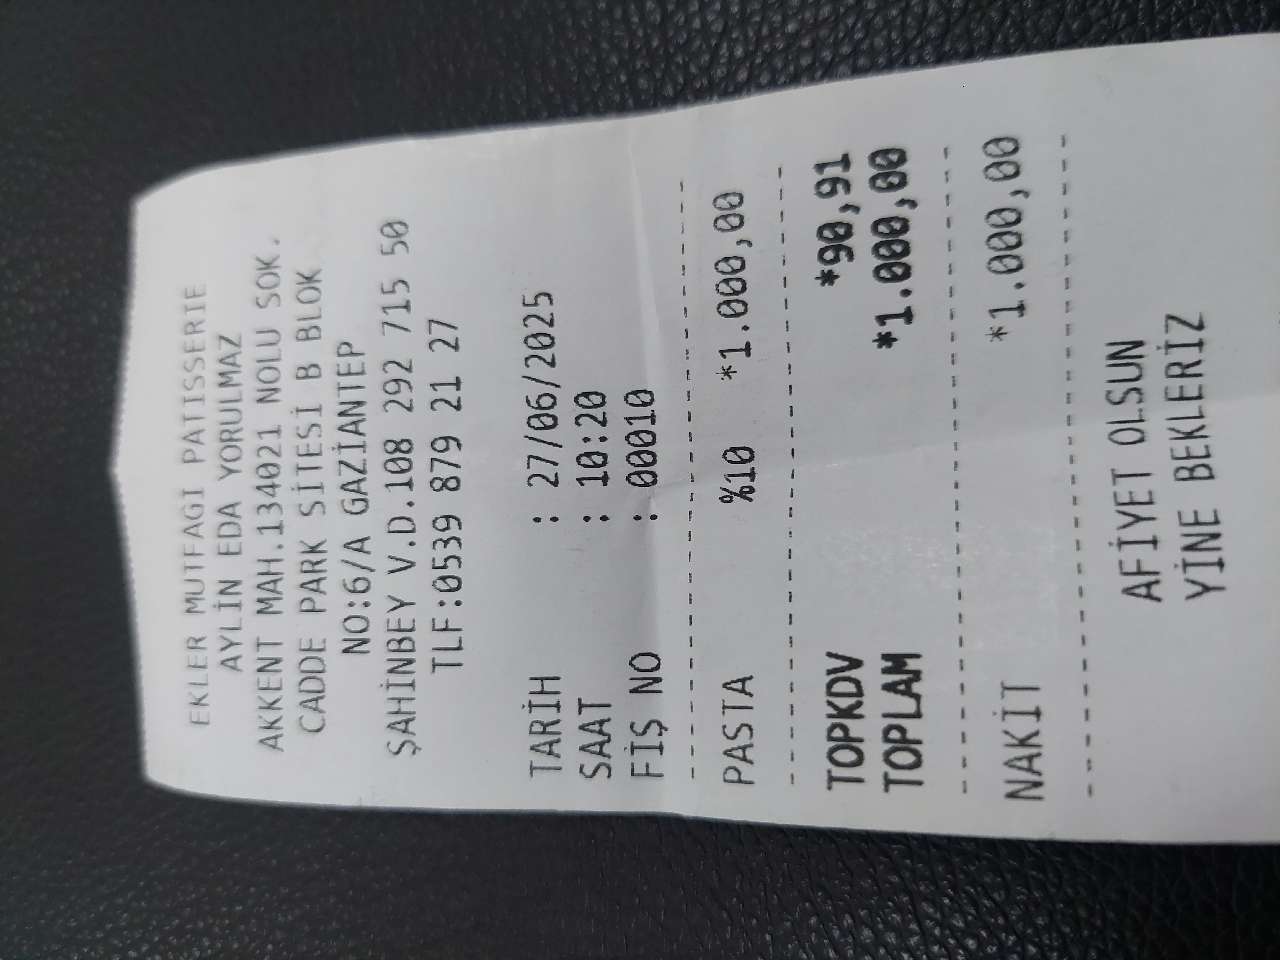 EKLER MUTFAGI PATISSERIE
AYLİN EDA YORULMAZ
AKKENT MAH.134021 NOLU SOK.
CADDE PARK SİTESİ B BLOK
NO:6/A GAZİANTEP
ŞAHİNBEY V.D.108 292 715 50
TLF:0539 879 21 27
TARİH : 27/06/2025
SAAT : 10:20
FİŞ NO : 00010
PASTA %10 *1.000,00
TOPKDV *90,91
TOPLAM *1.000,00
NAKİT *1.000,00
AFİYET OLSUN
YİNE BEKLERİZ